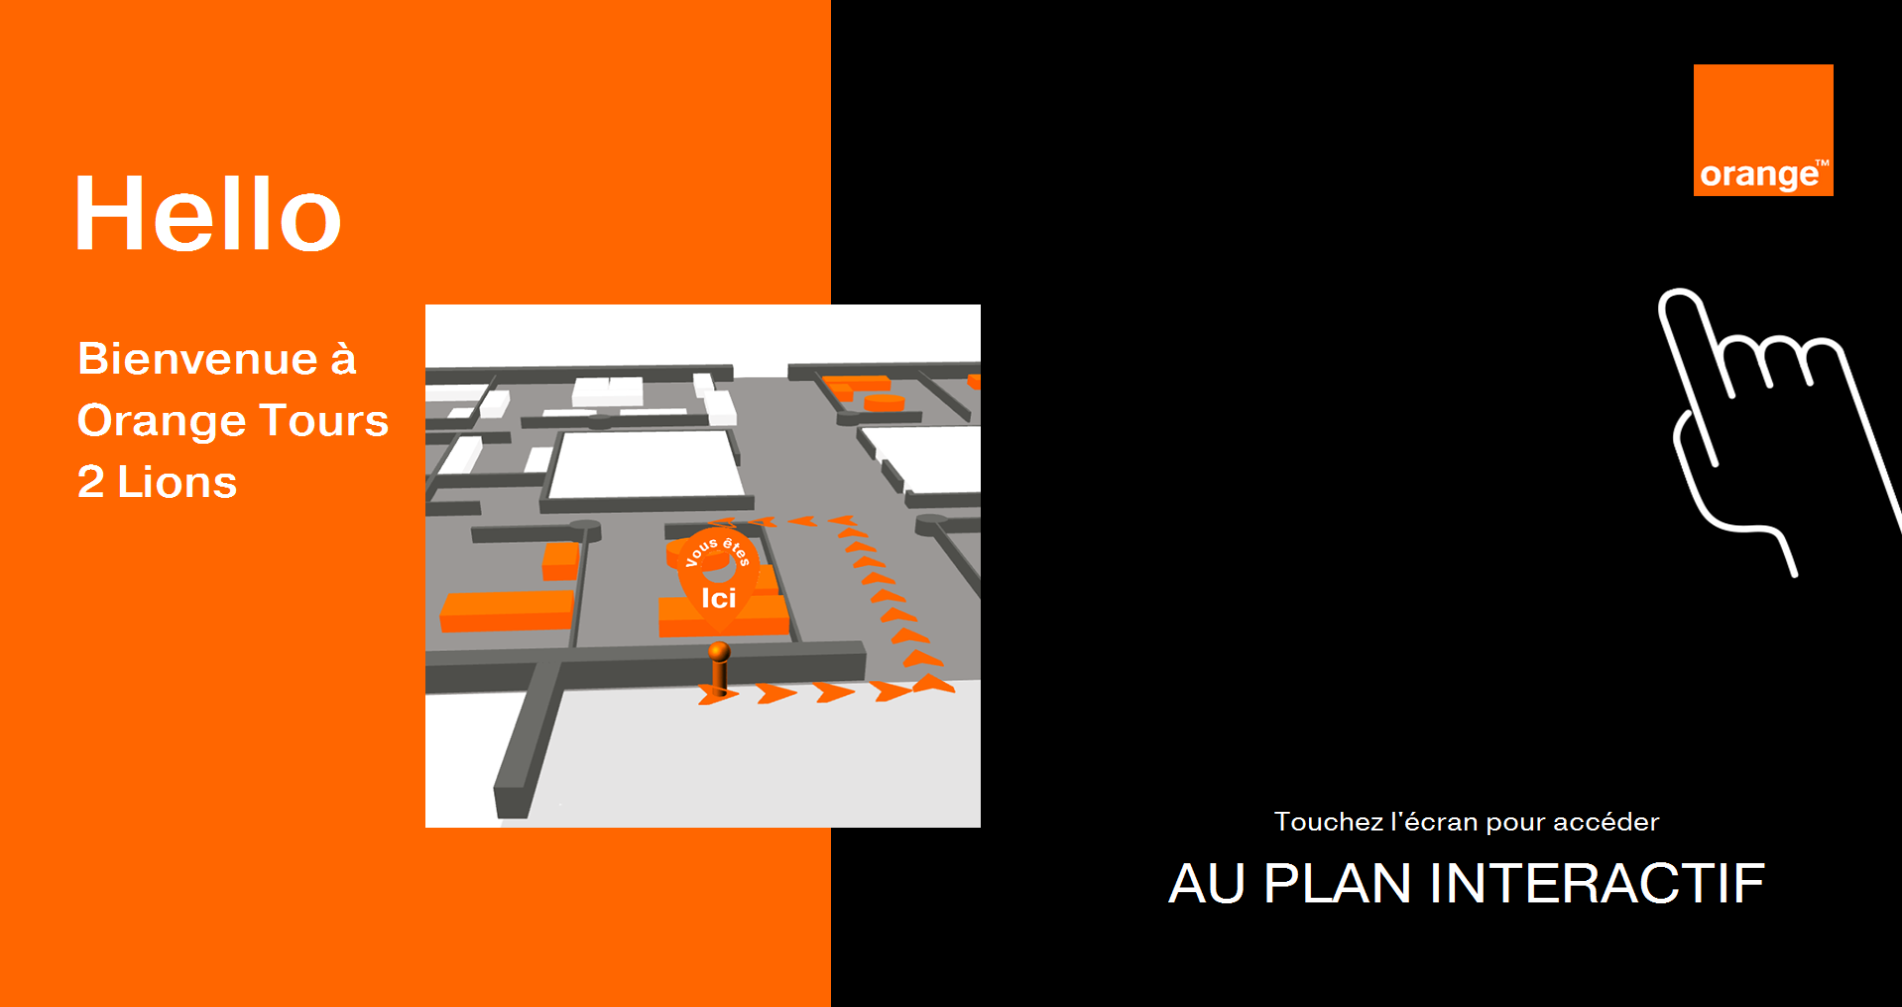 orange™
Hello
Bienvenue à
Orange Tours
2 Lions
Vous êtes
Ici
Touchez l'écran pour accéder
AU PLAN INTERACTIF